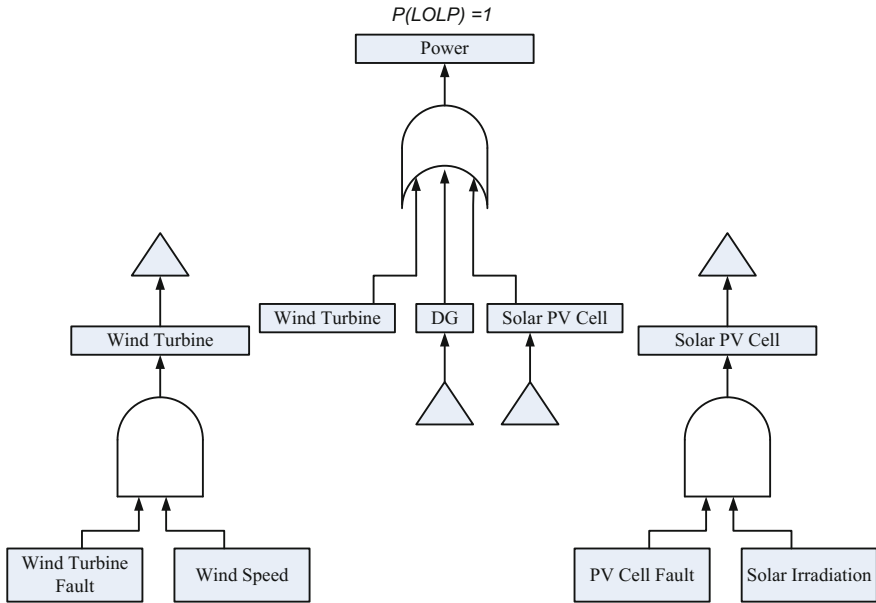 P(LOLP) =1
Power
Wind Turbine
DG
Solar PV Cell
Wind Turbine
Solar PV Cell
Wind Turbine
Fault
Wind Speed
PV Cell Fault
Solar Irradiation